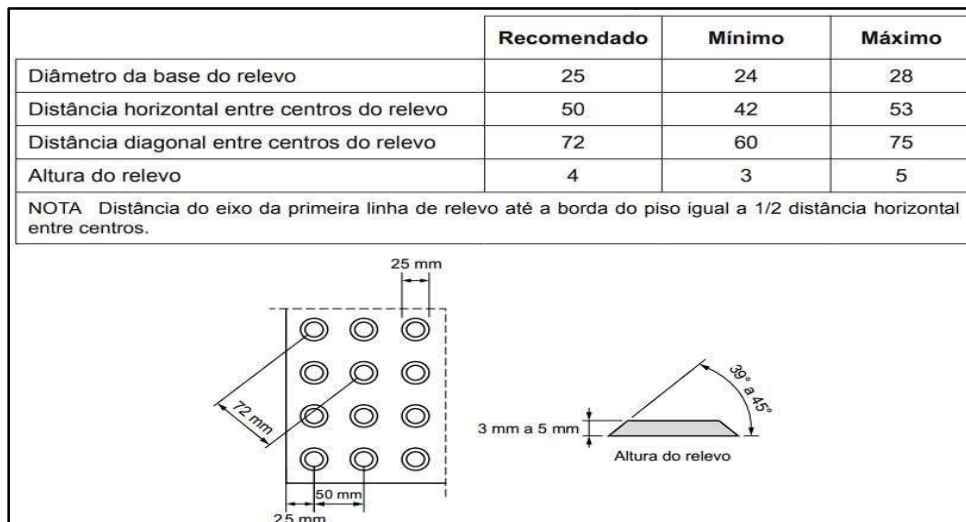 Recomendado Mínimo Máximo
Diâmetro da base do relevo 25 24 28
Distância horizontal entre centros do relevo 50 42 53
Distância diagonal entre centros do relevo 72 60 75
Altura do relevo 4 3 5
NOTA Distância do eixo da primeira linha de relevo até a borda do piso igual a 1/2 distância horizontal
entre centros.
25 mm
72 mm
50 mm
25 mm
39° a 45°
3 mm a 5 mm
Altura do relevo